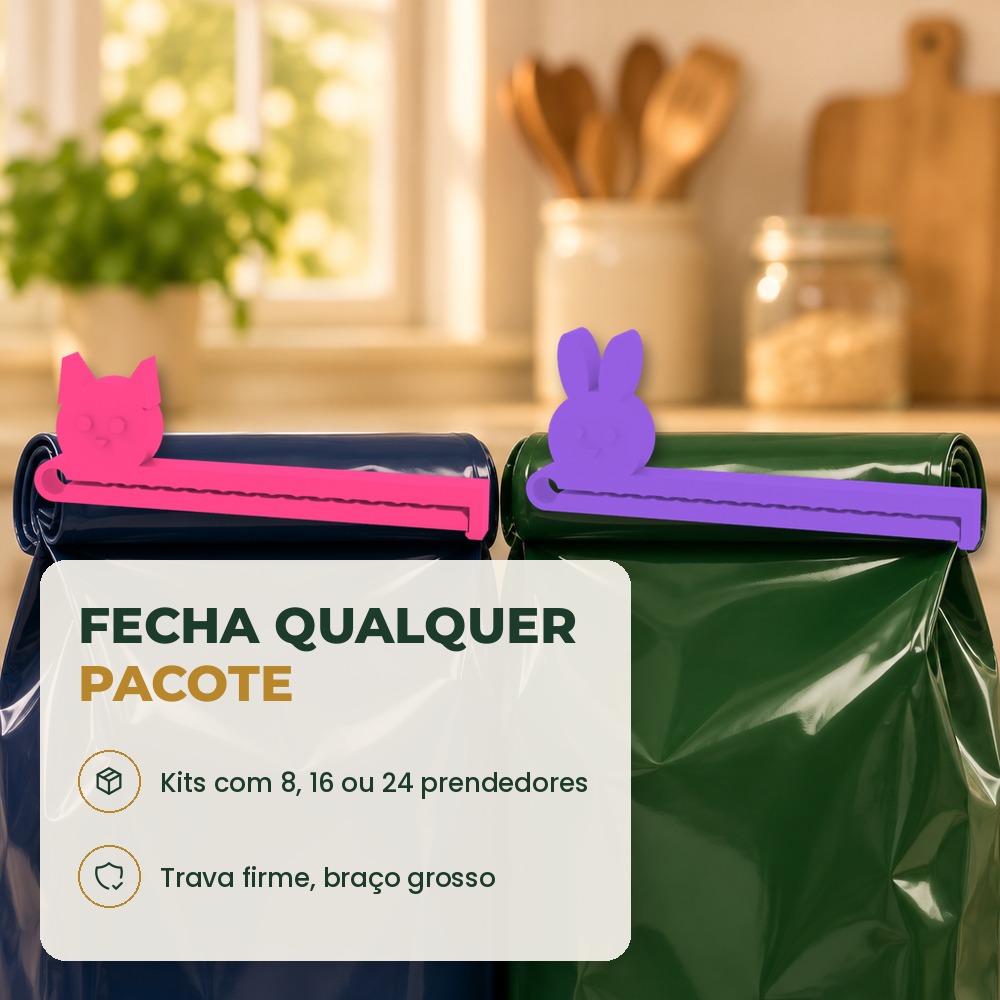 FECHA QUALQUER
PACOTE
Kits com 8, 16 ou 24 prendedores
Trava firme, braço grosso